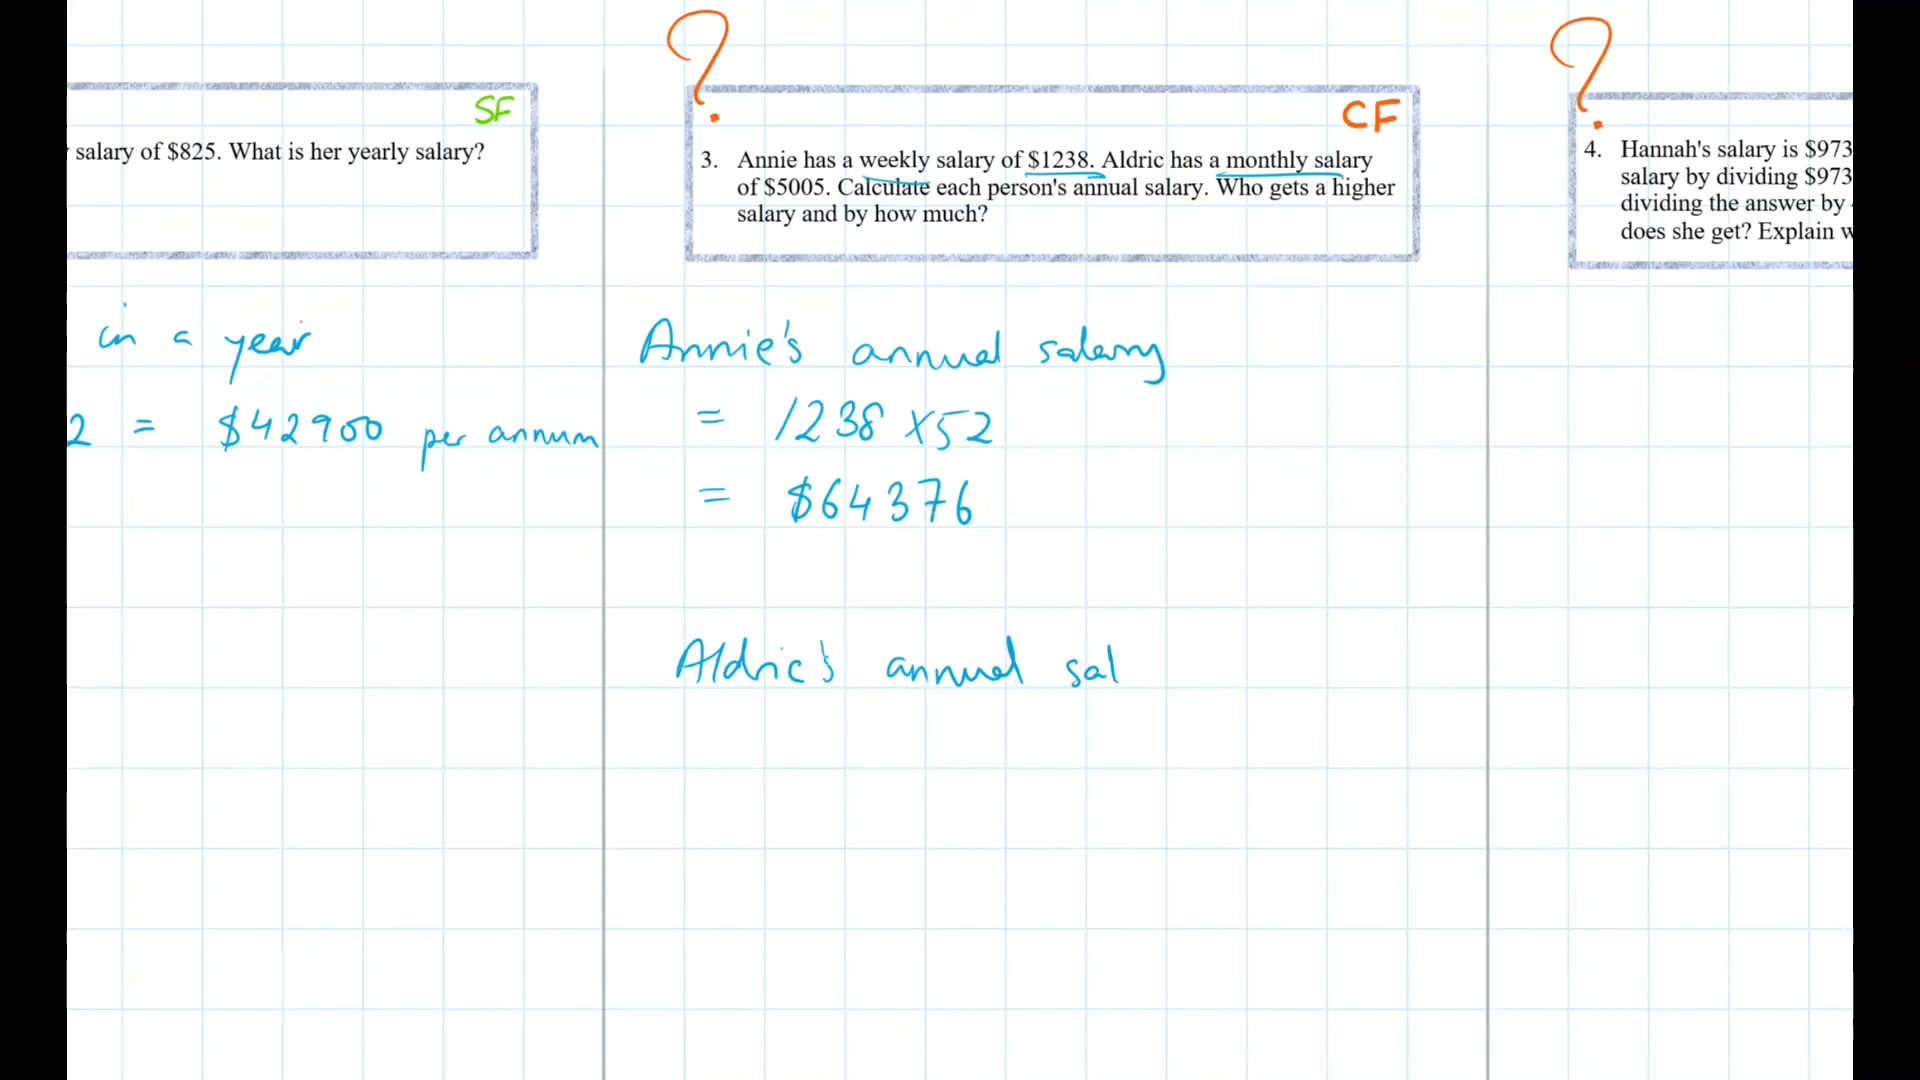 ?
SF
salary of $825. What is her yearly salary?
in a year
2 = $42900 per annum
?
CF
3. Annie has a weekly salary of $1238. Aldric has a monthly salary
of $5005. Calculate each person's annual salary. Who gets a higher
salary and by how much?
Annie's annual salary
= 1238 x52
= $64376
Aldric's annual sal
4. Hannah's salary is $973
salary by dividing $973
dividing the answer by
does she get? Explain w